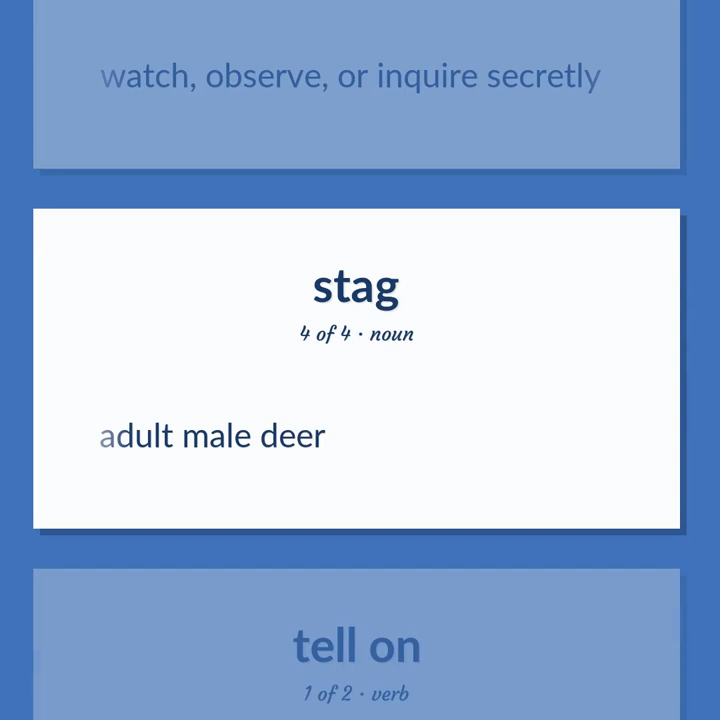 watch, observe, or inquire secretly
stag
4 of 4 · noun
adult male deer
tell on
1 of 2 · verb